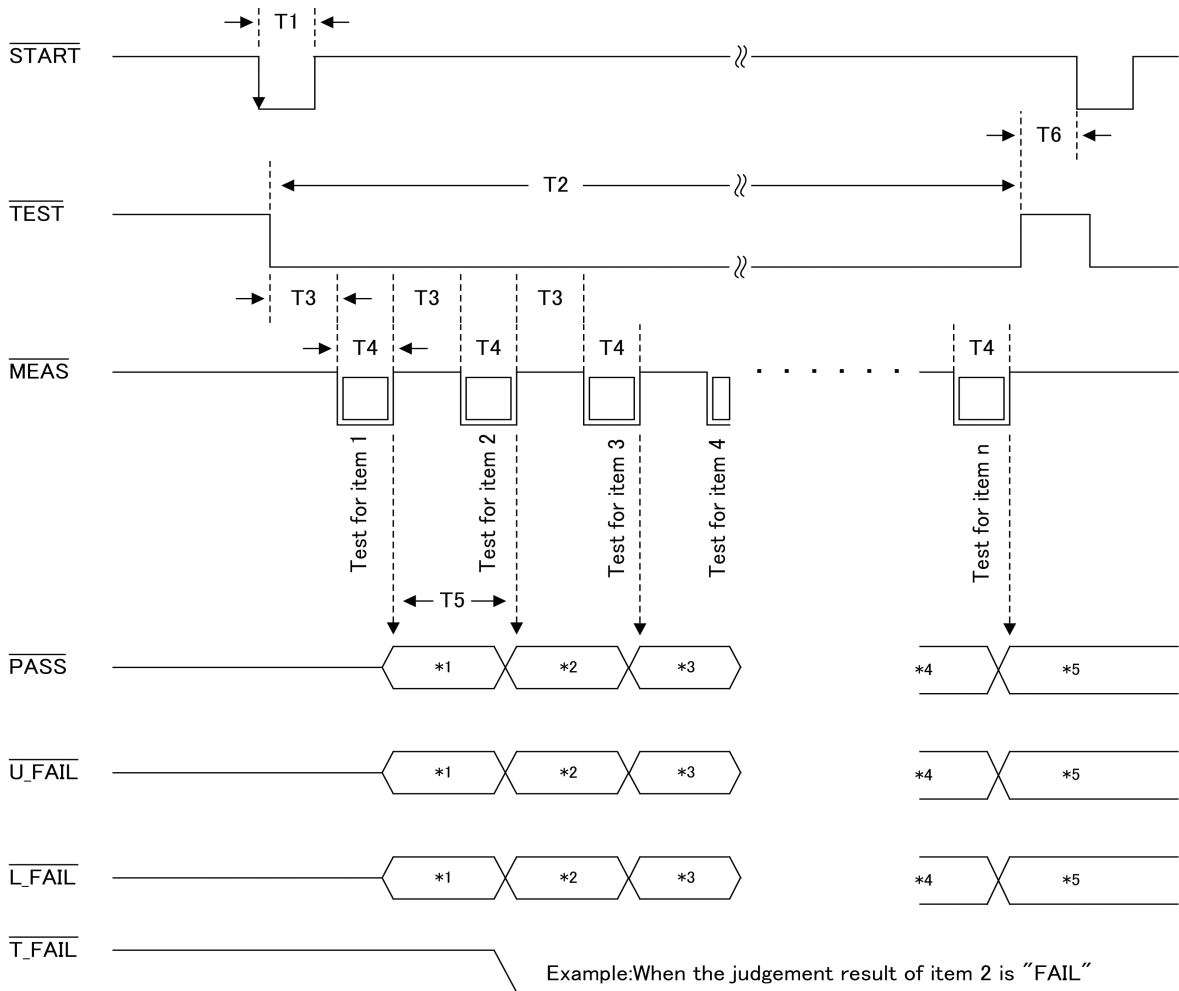 T1
START
T6
T2
TEST
T3 T3 T3
T4 T4 T4 T4
MEAS
Test for item 1
Test for item 2
Test for item 3
Test for item 4
Test for item n
T5
PASS *1 *2 *3 *4 *5
U_FAIL *1 *2 *3 *4 *5
L_FAIL *1 *2 *3 *4 *5
T_FAIL
Example:When the judgement result of item 2 is "FAIL"